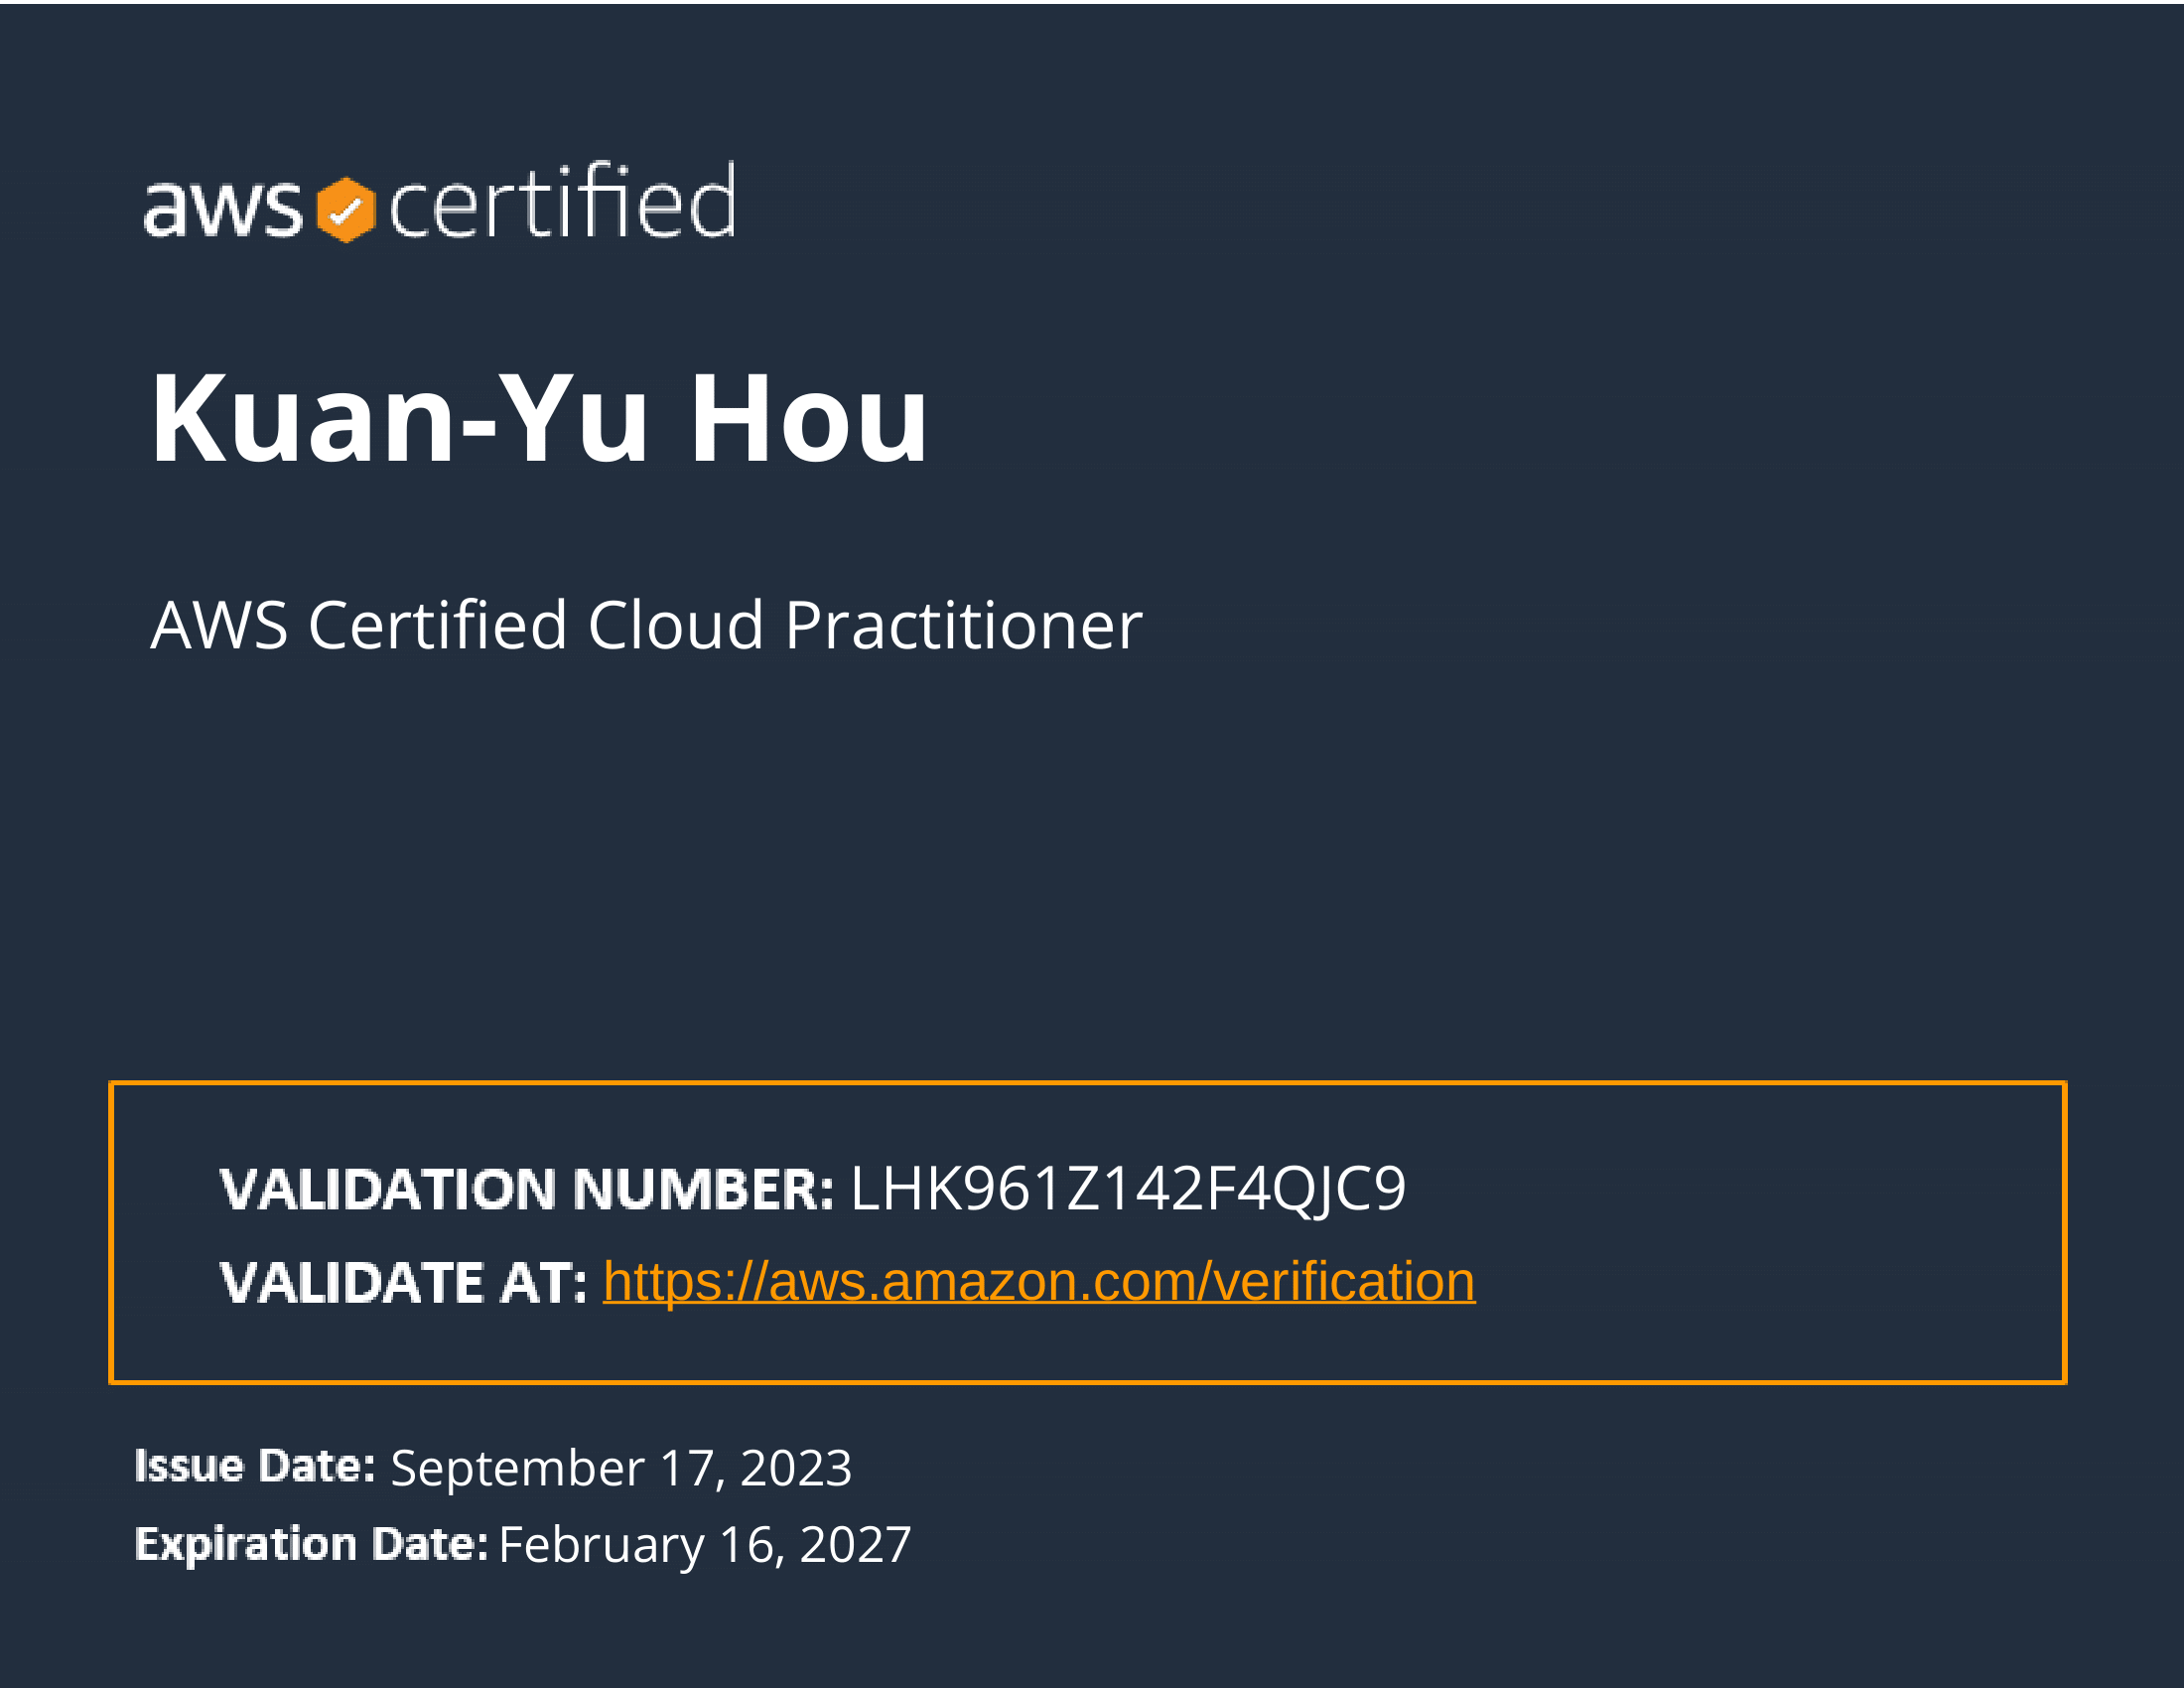 aws certified
Kuan-Yu Hou
AWS Certified Cloud Practitioner
VALIDATION NUMBER: LHK961Z142F4QJC9
VALIDATE AT: https://aws.amazon.com/verification
Issue Date: September 17, 2023
Expiration Date: February 16, 2027